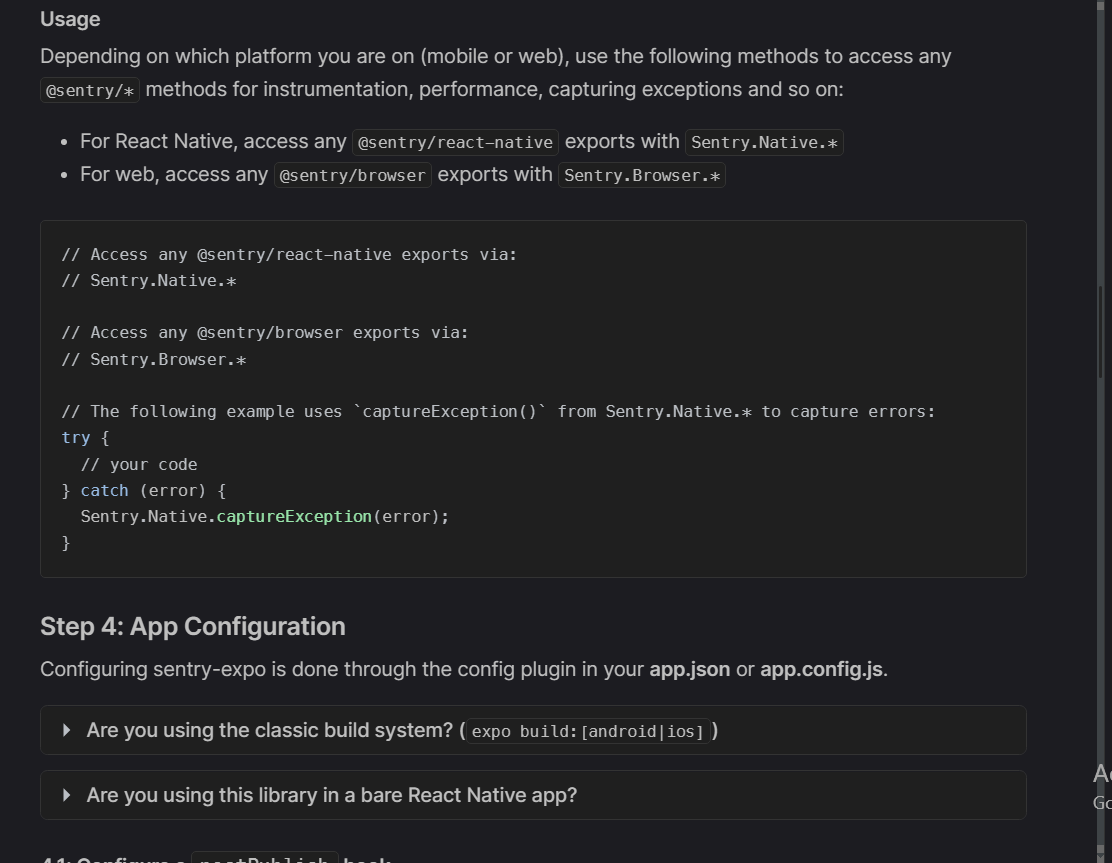 Usage
Depending on which platform you are on (mobile or web), use the following methods to access any
@sentry/* methods for instrumentation, performance, capturing exceptions and so on:
• For React Native, access any @sentry/react-native exports with Sentry.Native.*
• For web, access any @sentry/browser exports with Sentry.Browser.*
// Access any @sentry/react-native exports via:
// Sentry.Native.*
// Access any @sentry/browser exports via:
// Sentry.Browser.*
// The following example uses `captureException()` from Sentry.Native.* to capture errors:
try {
  // your code
} catch (error) {
  Sentry.Native.captureException(error);
}
Step 4: App Configuration
Configuring sentry-expo is done through the config plugin in your app.json or app.config.js.
Are you using the classic build system? (expo build:[android|ios])
Are you using this library in a bare React Native app?
4.1: Configure a postPublish hook